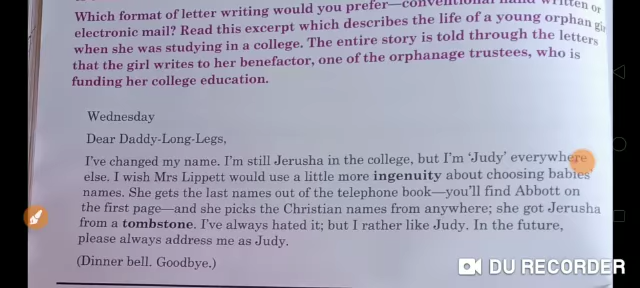 Which format of letter writing would you prefer—conventional hand written or
electronic mail? Read this excerpt which describes the life of a young orphan girl
when she was studying in a college. The entire story is told through the letters
that the girl writes to her benefactor, one of the orphanage trustees, who is
funding her college education.
Wednesday
Dear Daddy-Long-Legs,
I've changed my name. I'm still Jerusha in the college, but I'm 'Judy' everywhere
else. I wish Mrs Lippett would use a little more ingenuity about choosing babies'
names. She gets the last names out of the telephone book—you'll find Abbott on
the first page—and she picks the Christian names from anywhere; she got Jerusha
from a tombstone. I've always hated it; but I rather like Judy. In the future,
please always address me as Judy.
(Dinner bell. Goodbye.)
DU RECORDER